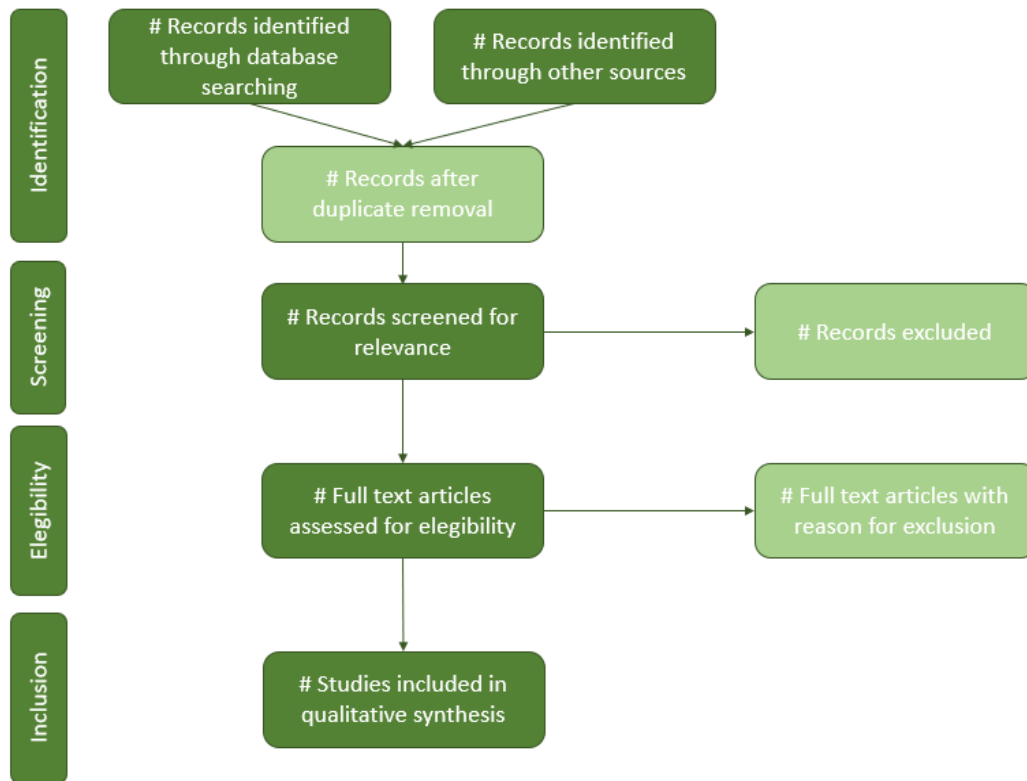 Identification
# Records identified
through database
searching
# Records identified
through other sources
# Records after
duplicate removal
Screening
# Records screened for
relevance
# Records excluded
Elegibility
# Full text articles
assessed for elegibility
# Full text articles with
reason for exclusion
Inclusion
# Studies included in
qualitative synthesis